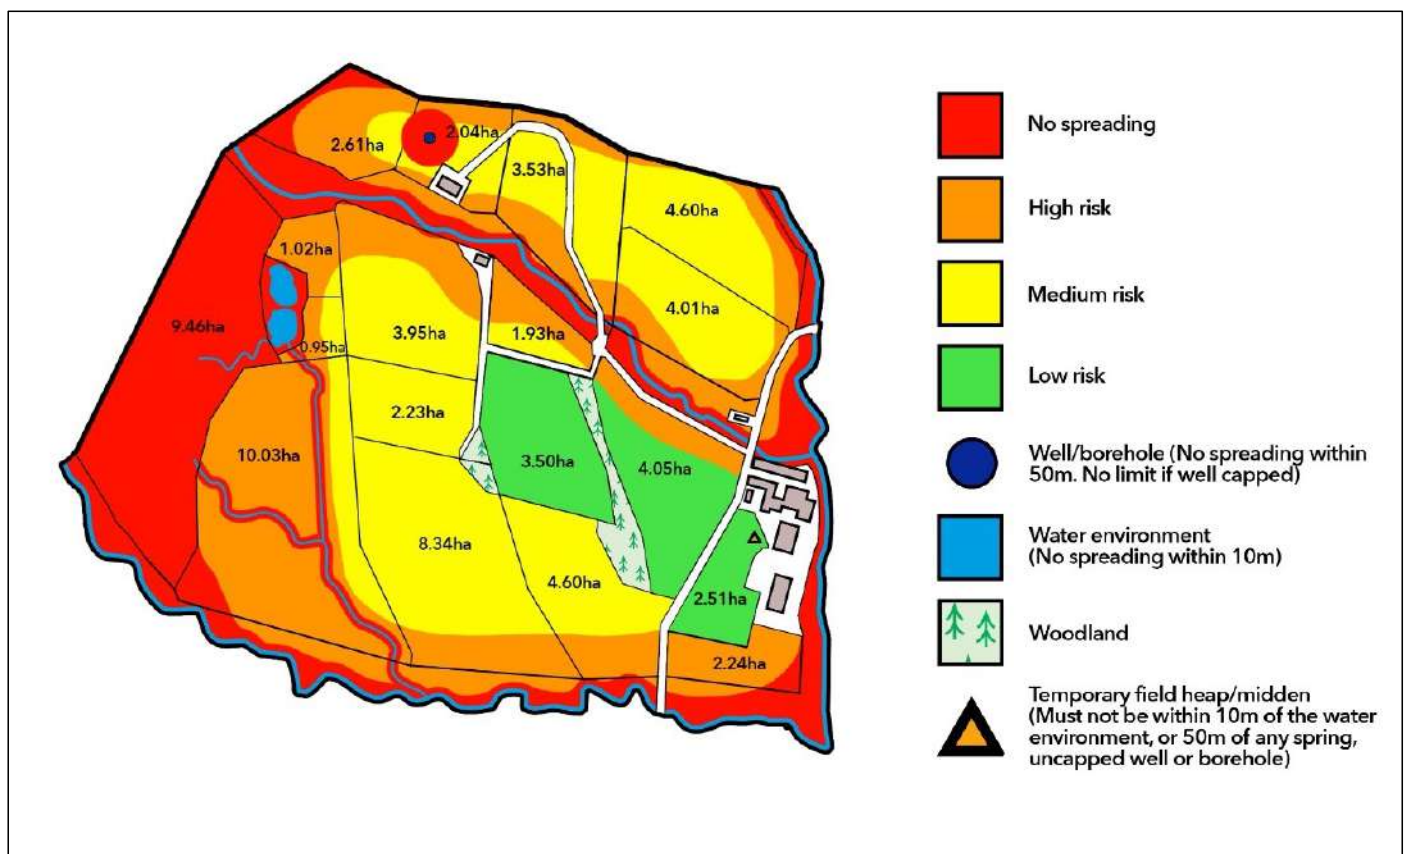 2.61ha
2.04ha
3.53ha
4.60ha
1.02ha
4.01ha
9.46ha
3.95ha
1.93ha
0.95ha
2.23ha
10.03ha
3.50ha
4.05ha
8.34ha
4.60ha
2.51ha
2.24ha
No spreading
High risk
Medium risk
Low risk
Well/borehole (No spreading within
50m. No limit if well capped)
Water environment
(No spreading within 10m)
Woodland
Temporary field heap/midden
(Must not be within 10m of the water
environment, or 50m of any spring,
uncapped well or borehole)